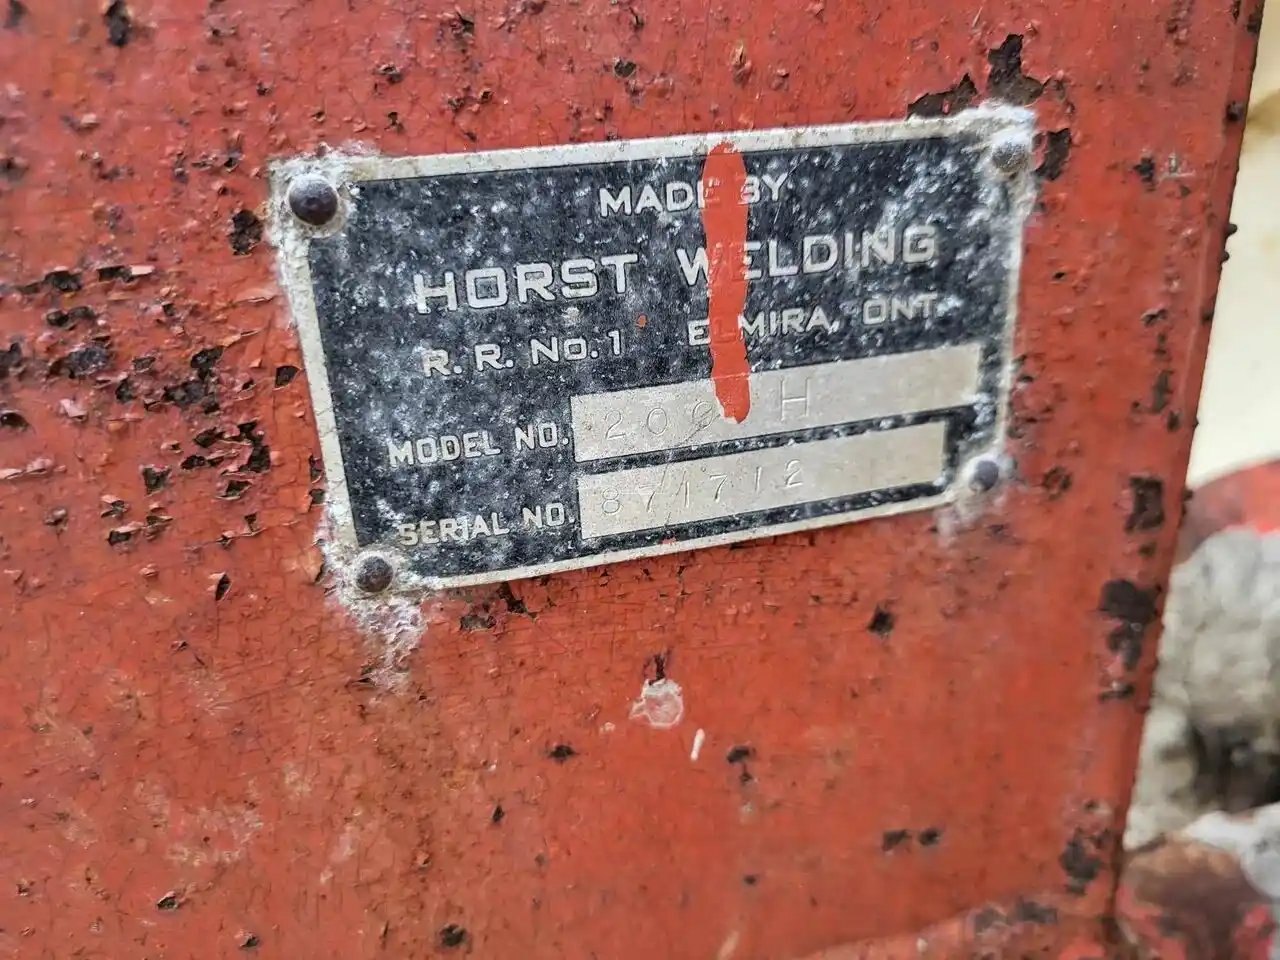 MADE BY
HORST WELDING
R. R. No. 1 ELMIRA, ONT.
MODEL NO. 200 H
SERIAL NO. 871712